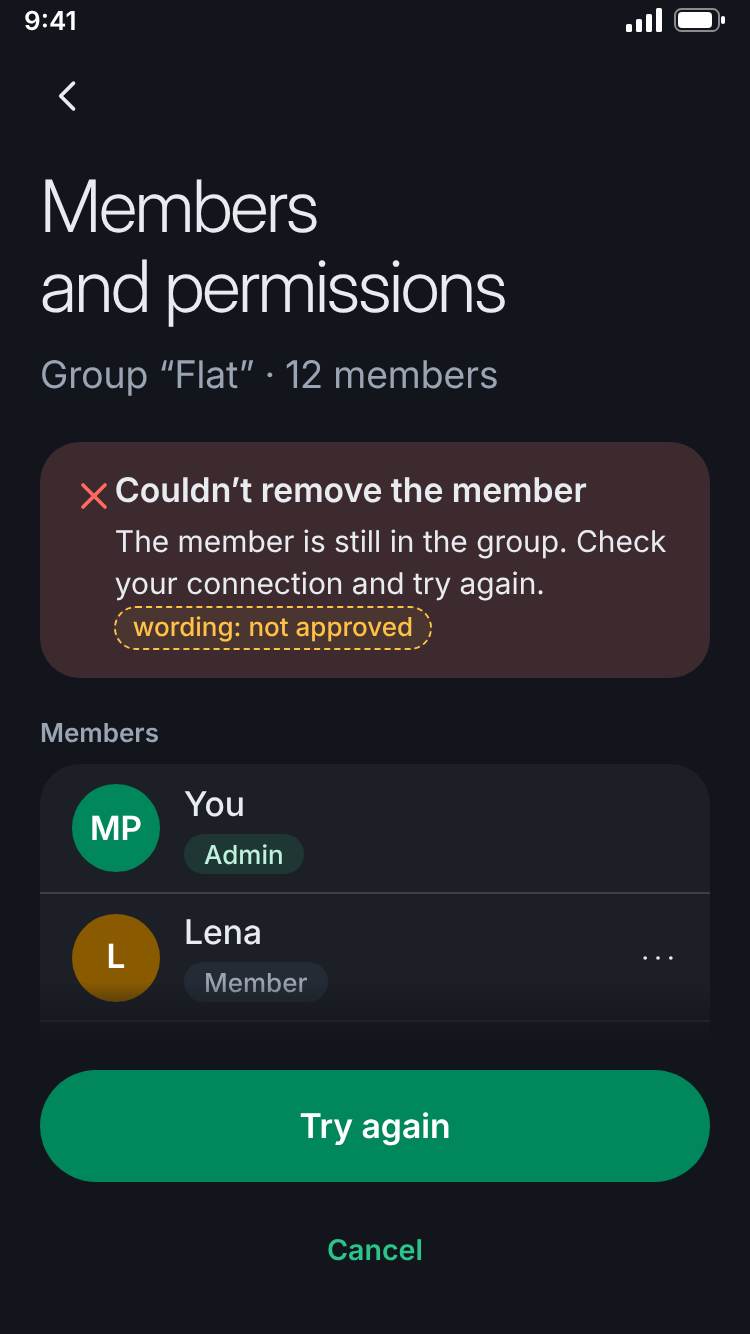 9:41
Members
and permissions
Group “Flat” · 12 members
Couldn’t remove the member
The member is still in the group. Check
your connection and try again.
wording: not approved
Members
MP
You
Admin
L
Lena
Member
...
Try again
Cancel